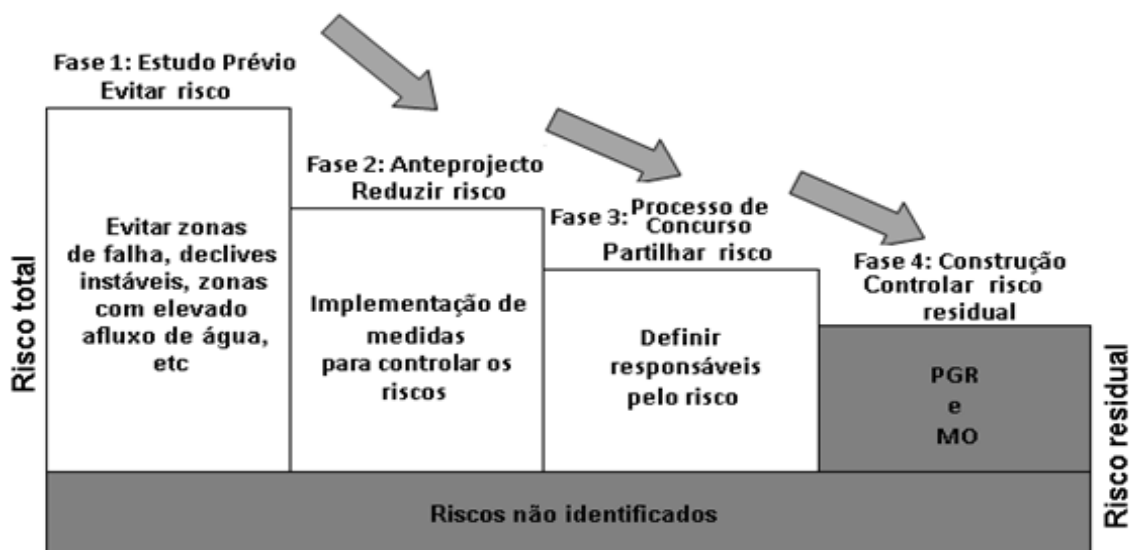 Risco total
Fase 1: Estudo Prévio
Evitar risco
Evitar zonas
de falha, declives
instáveis, zonas
com elevado
afluxo de água,
etc
Fase 2: Anteprojecto
Reduzir risco
Implementação de
medidas
para controlar os
riscos
Fase 3: Processo de
Concurso
Partilhar risco
Definir
responsáveis
pelo risco
Fase 4: Construção
Controlar risco
residual
PGR
e
MO
Riscos não identificados
Risco residual